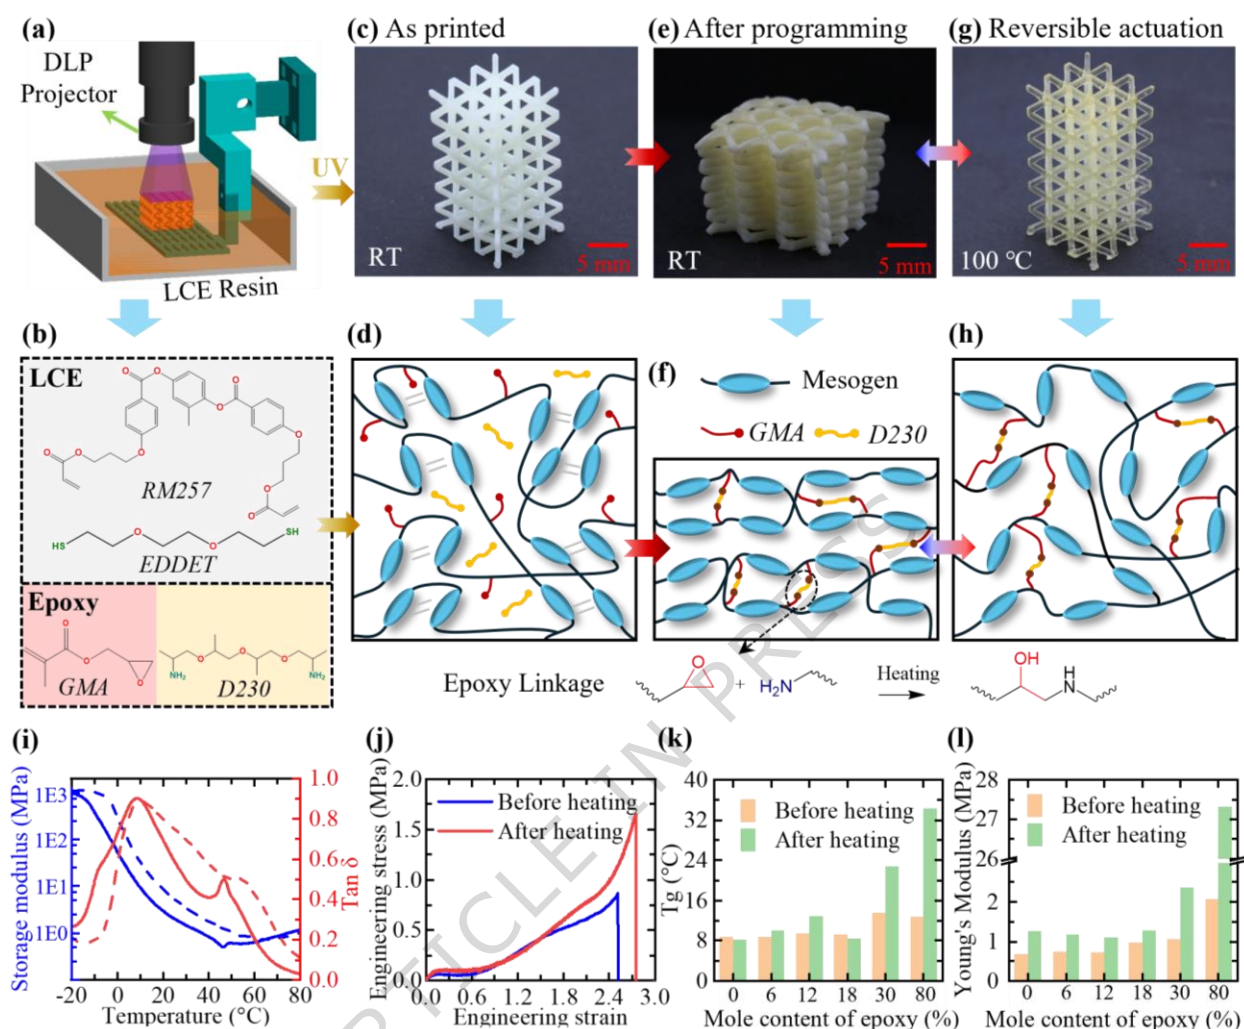 (a)
DLP
Projector
UV
LCE Resin
(c) As printed
RT
5 mm
(e) After programming
RT
5 mm
(g) Reversible actuation
100 °C
5 mm
(b)
LCE
RM257
HS
SH
EDDET
Epoxy
GMA
NH₂
NH₂
D230
(d)
(f)
Mesogen
GMA
D230
(h)
Epoxy Linkage
O
+
H₂N
Heating
OH
H
N
(i)
Storage modulus (MPa)
1E3
1E2
1E1
1E0
-20 0 20 40 60 80
Temperature (°C)
1.0
0.8
0.6
0.4
0.2
0.0
Tan δ
(j)
Engineering stress (MPa)
2.0
1.5
1.0
0.5
0.0
Before heating
After heating
0.0 0.6 1.2 1.8 2.4 3.0
Engineering strain
(k)
Tg (°C)
40
32
24
16
8
0
Before heating
After heating
0 6 12 18 30 80
Mole content of epoxy (%)
(l)
Young's Modulus (MPa)
28
27
26
2
1
0
Before heating
After heating
0 6 12 18 30 80
Mole content of epoxy (%)
TICLE IN PRESS